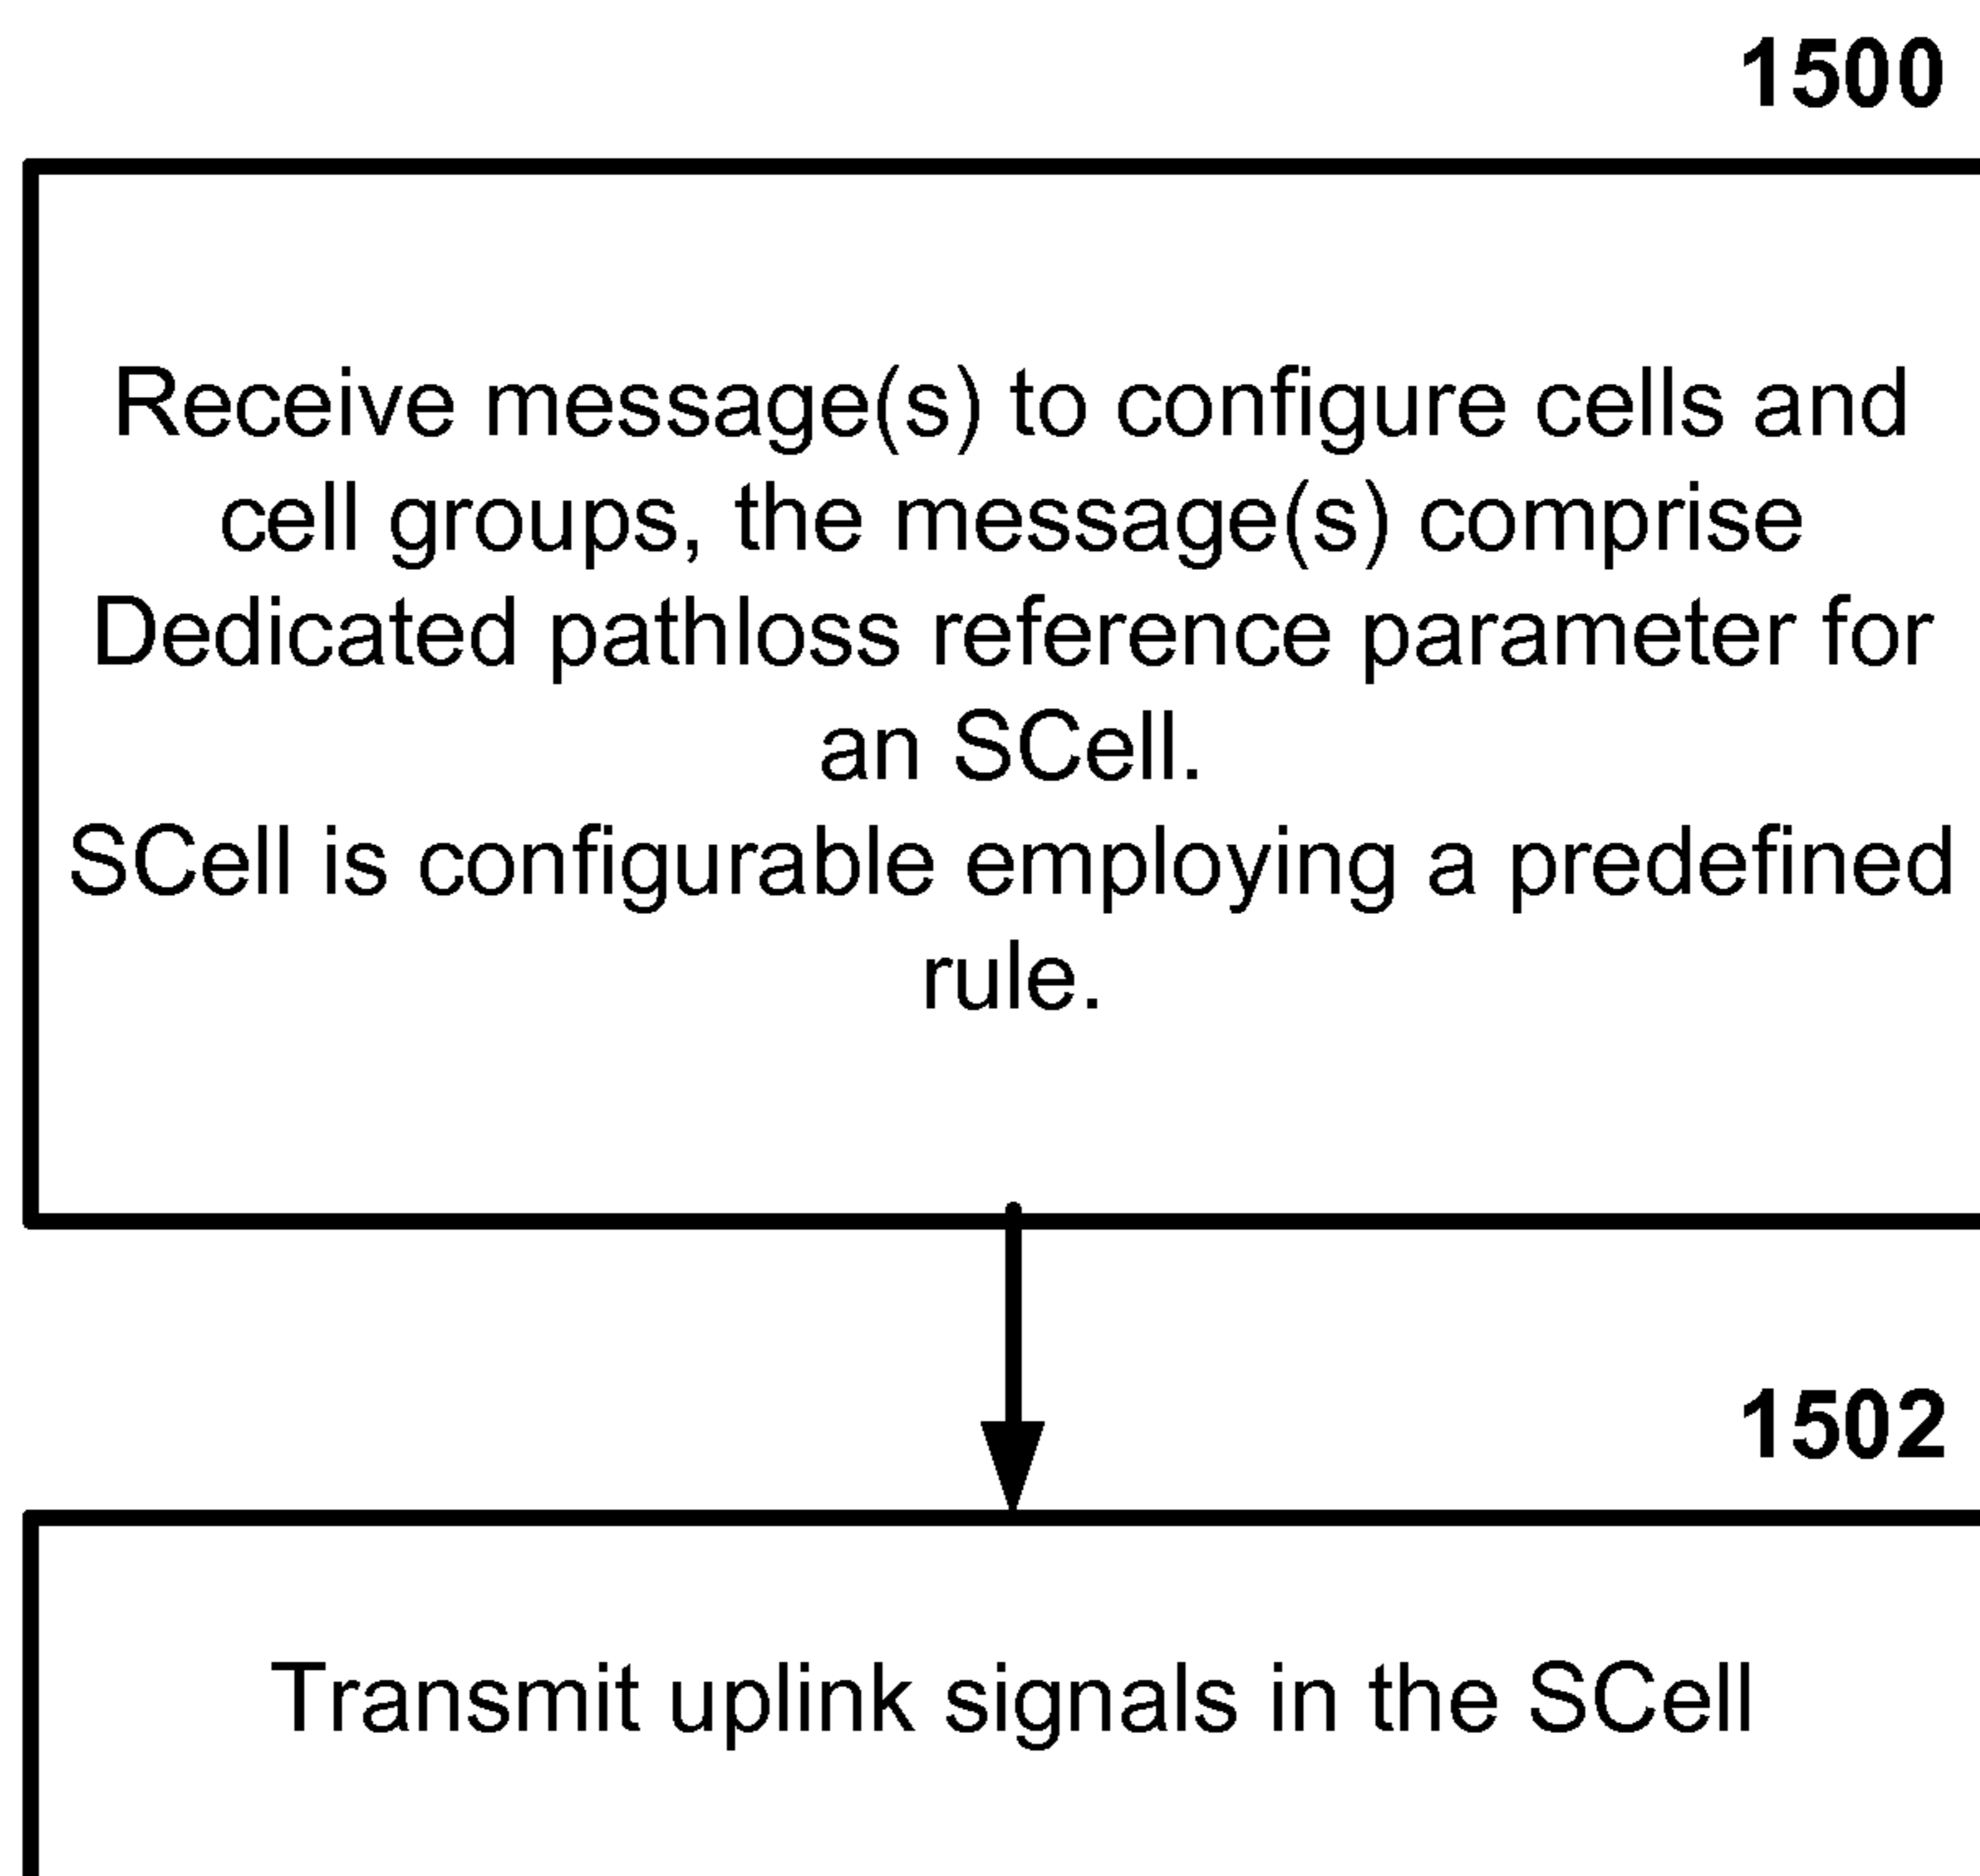 1500
Receive message(s) to configure cells and
cell groups, the message(s) comprise
Dedicated pathloss reference parameter for
an SCell.
SCell is configurable employing a predefined
rule.
1502
Transmit uplink signals in the SCell